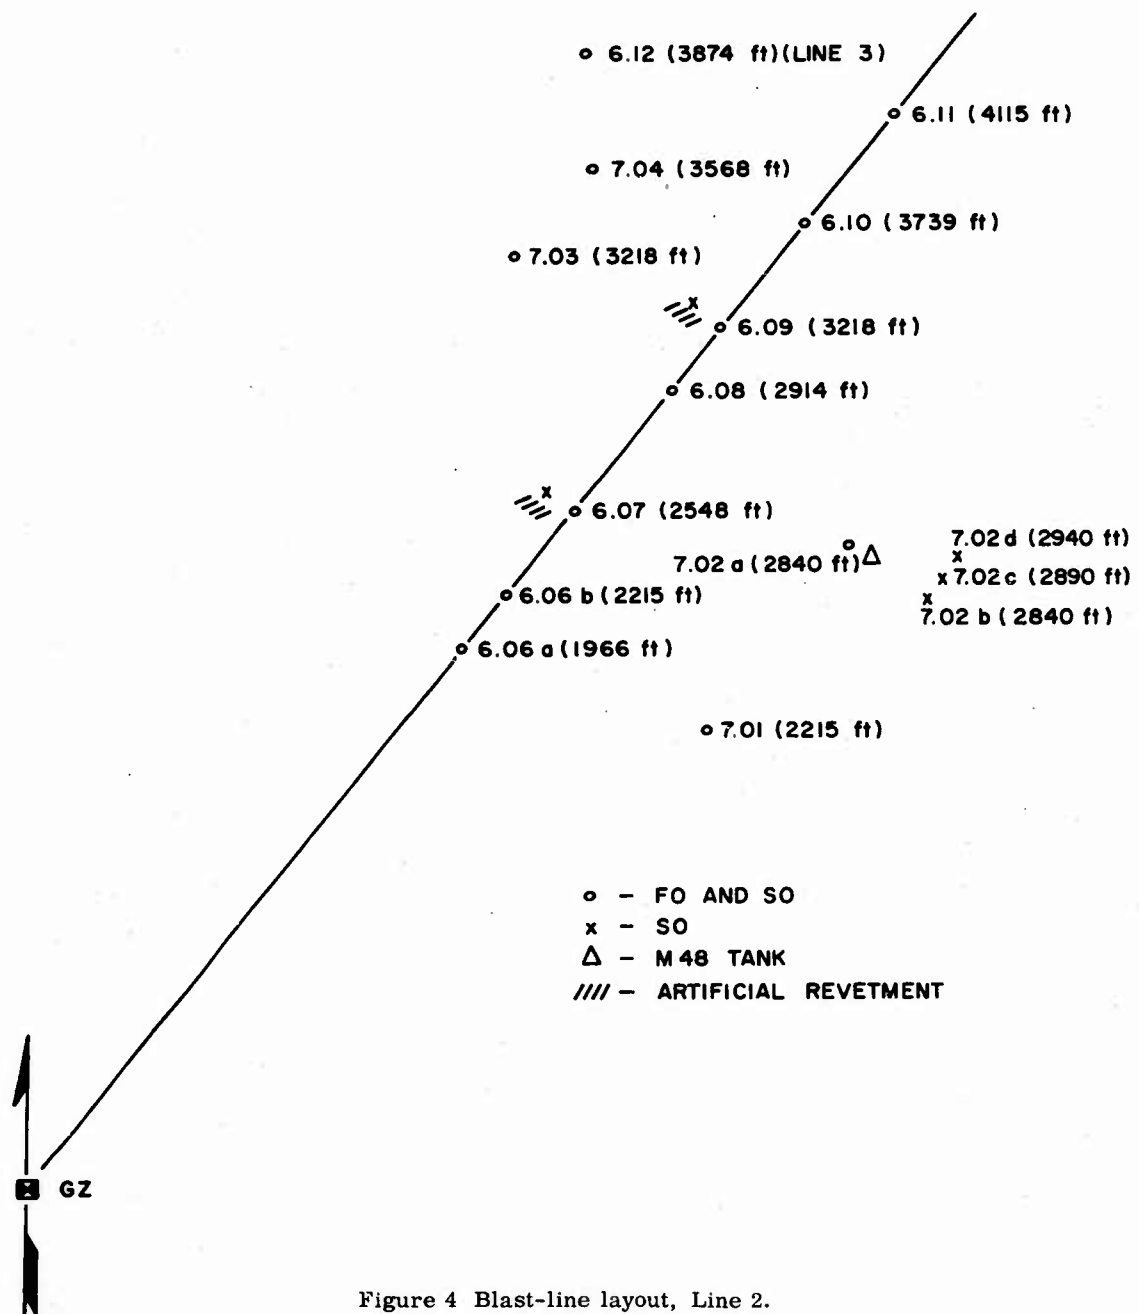 6.12 (3874 ft)(LINE 3)
6.11 (4115 ft)
7.04 (3568 ft)
6.10 (3739 ft)
7.03 (3218 ft)
x
6.09 (3218 ft)
6.08 (2914 ft)
x
6.07 (2548 ft)
7.02 d (2940 ft)
x
7.02 a (2840 ft)
x 7.02 c (2890 ft)
x
7.02 b (2840 ft)
6.06 b (2215 ft)
6.06 a (1966 ft)
7.01 (2215 ft)
o – FO AND SO
x – SO
Δ – M 48 TANK
//// – ARTIFICIAL REVETMENT
GZ
Figure 4 Blast-line layout, Line 2.